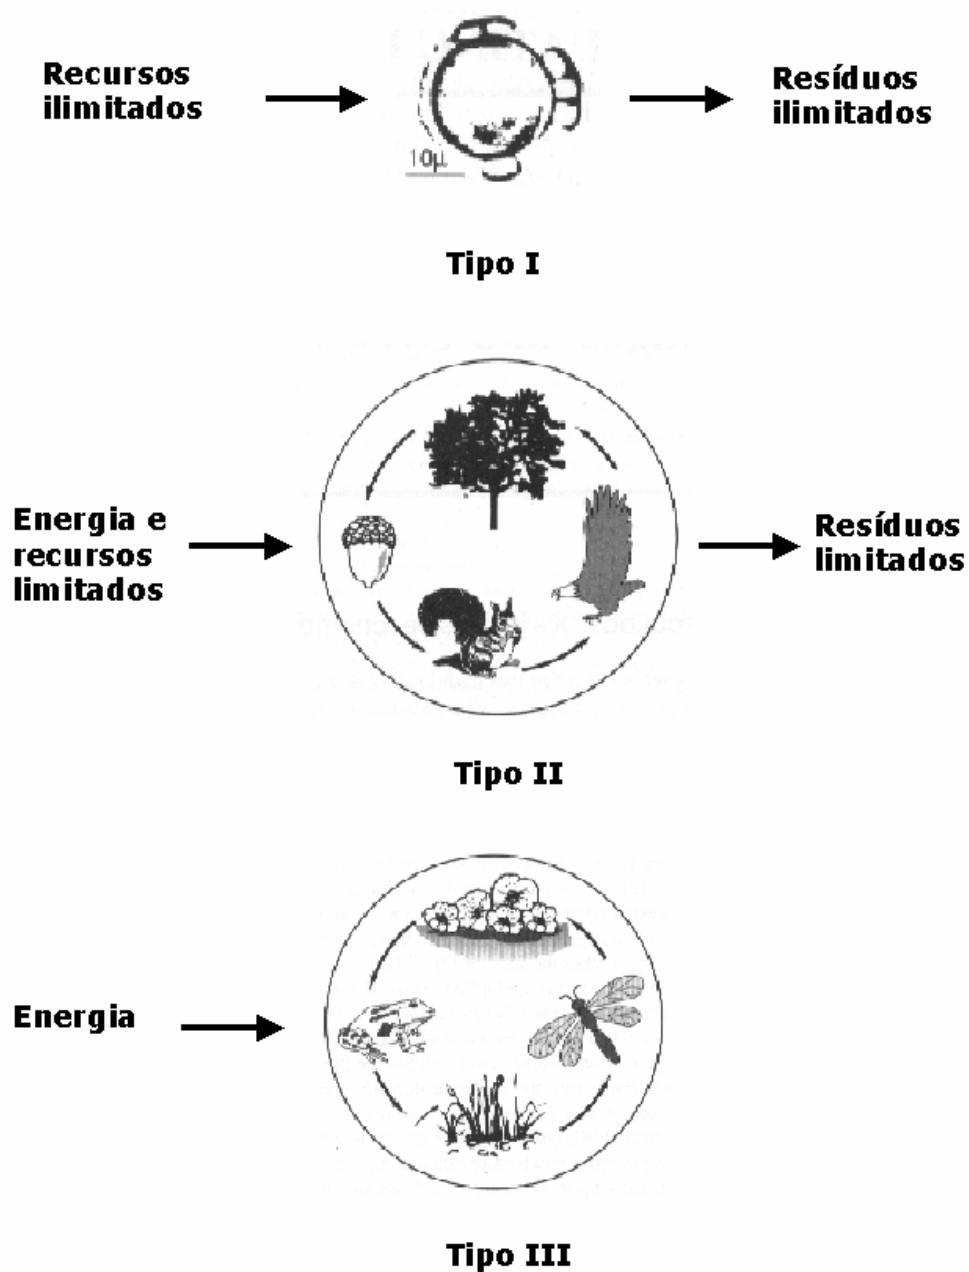 Recursos
ilimitados
Resíduos
ilimitados
10μ
Tipo I
Energia e
recursos
limitados
Resíduos
limitados
Tipo II
Energia
Tipo III